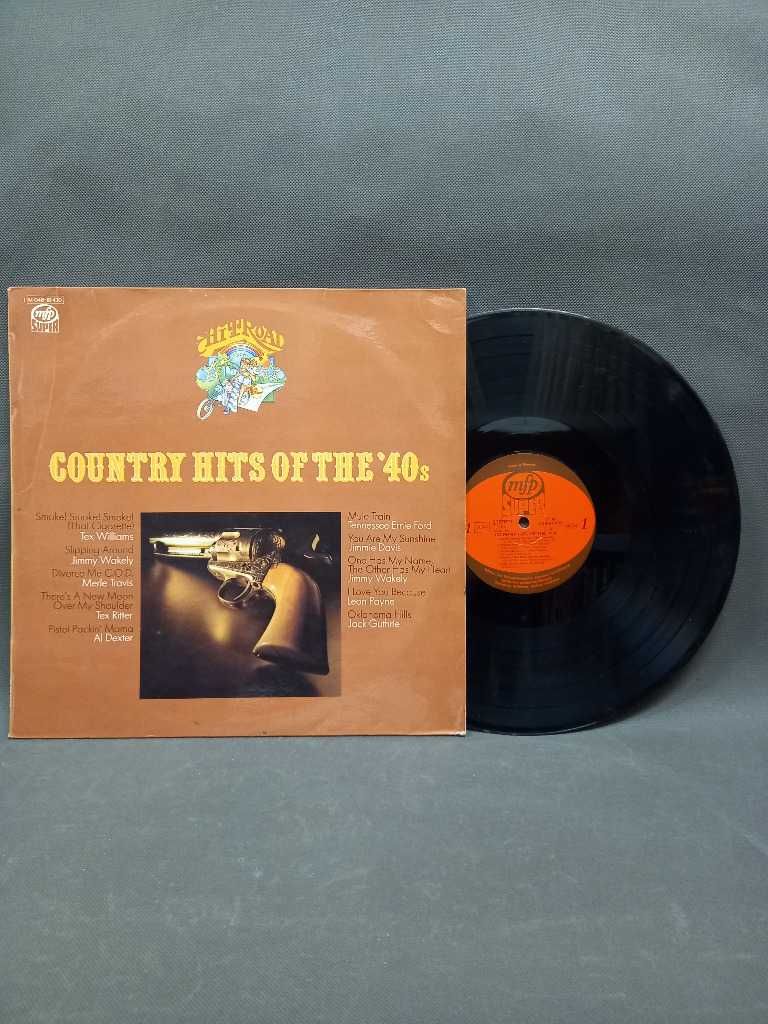 mfp
SUPER
HIT ROAD
COUNTRY HITS OF THE '40s
Smoke! Smoke! Smoke!
(That Cigarette)
Tex Williams
Slipping Around
Jimmy Wakely
Divorce Me C.O.D.
Merle Travis
There's A New Moon
Over My Shoulder
Tex Ritter
Pistol Packin' Mama
Al Dexter
Mule Train
Tennessee Ernie Ford
You Are My Sunshine
Jimmie Davis
One Has My Name,
The Other Has My Heart
Jimmy Wakely
I Love You Because
Leon Payne
Oklahoma Hills
Jack Guthrie
mfp
SUPER
1
1